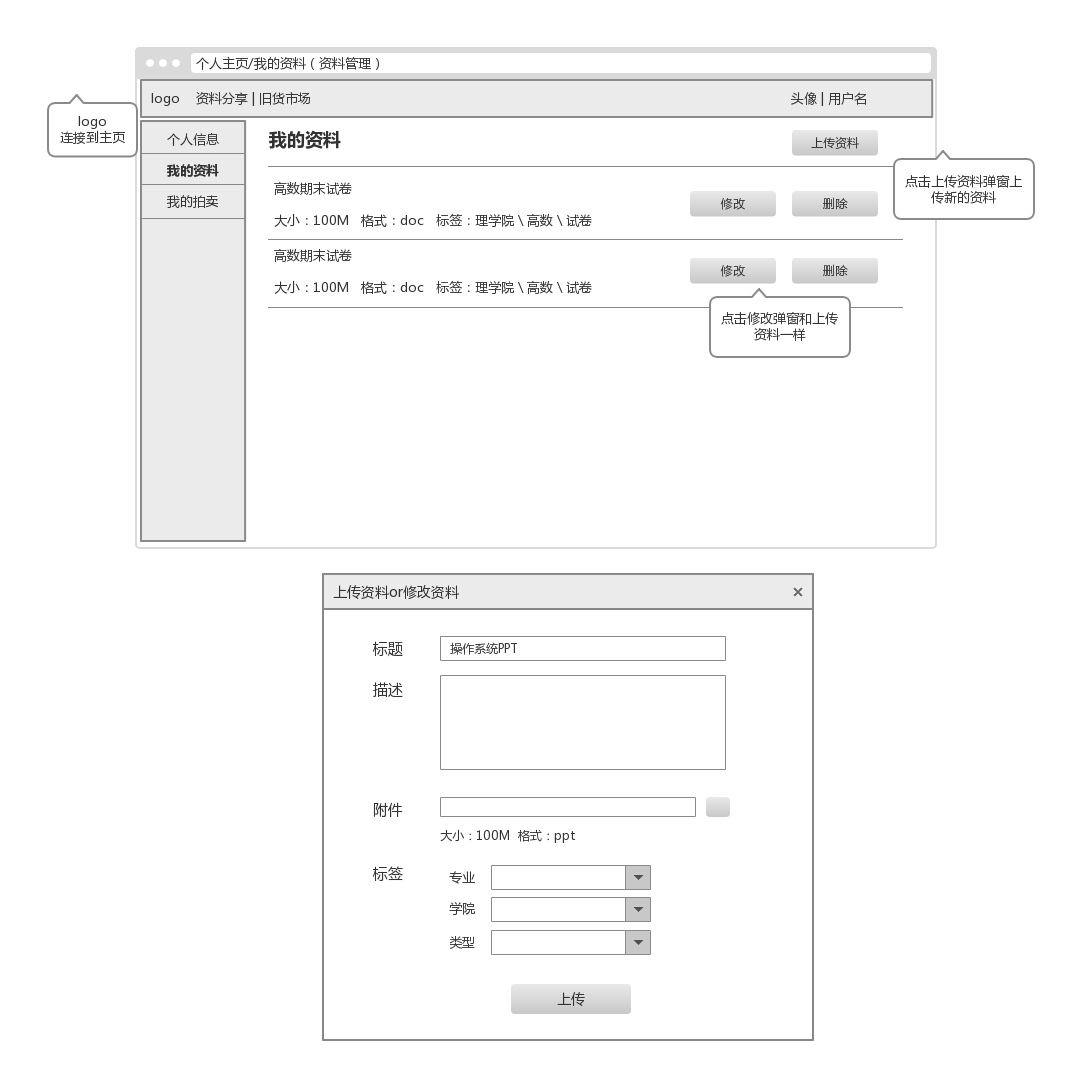 个人主页/我的资料 ( 资料管理 )
logo 资料分享 | 旧货市场 头像 | 用户名
logo
连接到主页
个人信息
我的资料
我的拍卖
我的资料
上传资料
点击上传资料弹窗上
传新的资料
高数期末试卷
大小 : 100M 格式 : doc 标签 : 理学院 \ 高数 \ 试卷
修改 删除
高数期末试卷
大小 : 100M 格式 : doc 标签 : 理学院 \ 高数 \ 试卷
修改 删除
点击修改弹窗和上传
资料一样
上传资料or修改资料 ×
标题 操作系统PPT
描述
附件
大小 : 100M 格式 : ppt
标签 专业
学院
类型
上传